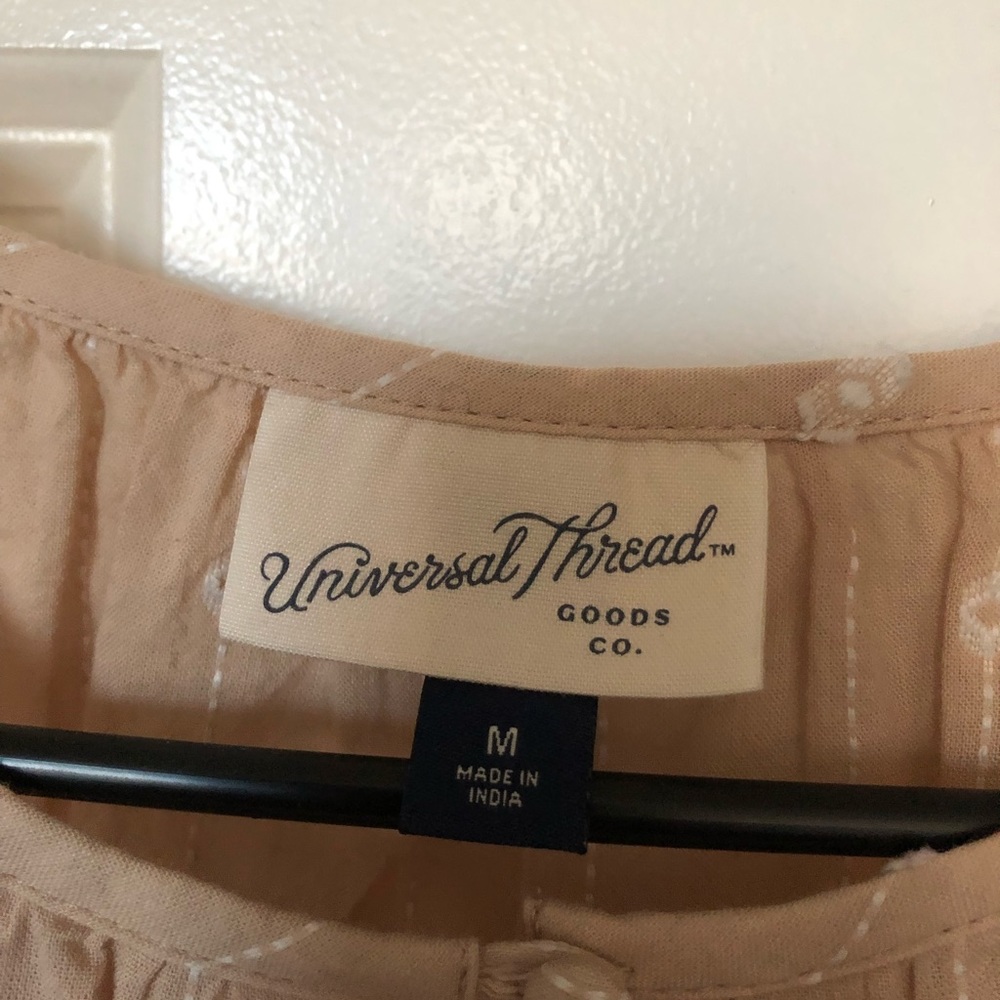 Universal Thread™
GOODS
CO.
M
MADE IN
INDIA